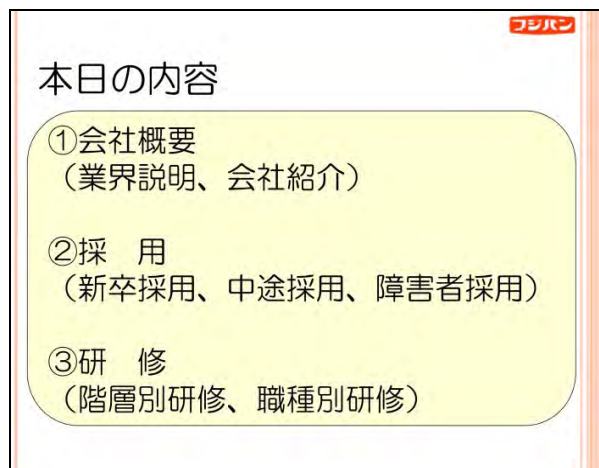 フジパン
本日の内容
①会社概要
（業界説明、会社紹介）
②採　用
（新卒採用、中途採用、障害者採用）
③研　修
（階層別研修、職種別研修）